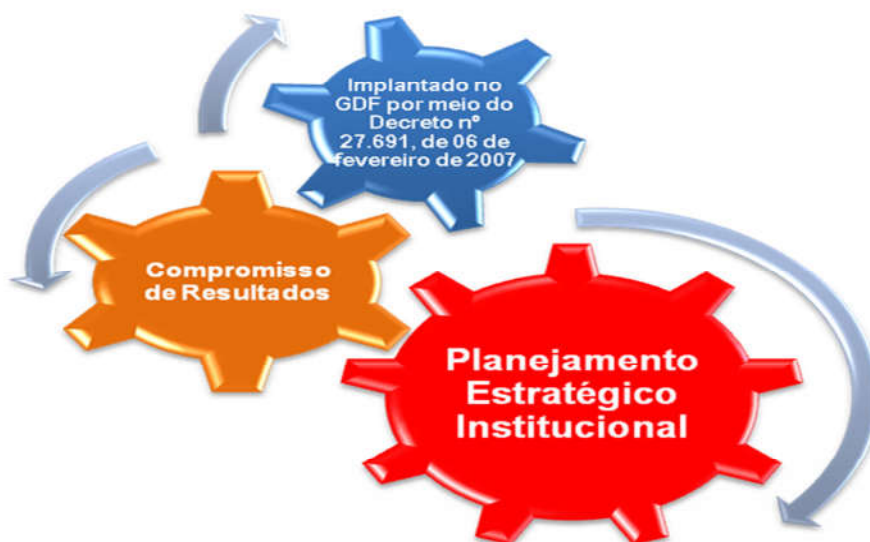 Implantado no
GDF por meio do
Decreto nº
27.691, de 06 de
fevereiro de 2007
Compromisso
de Resultados
Planejamento
Estratégico
Institucional